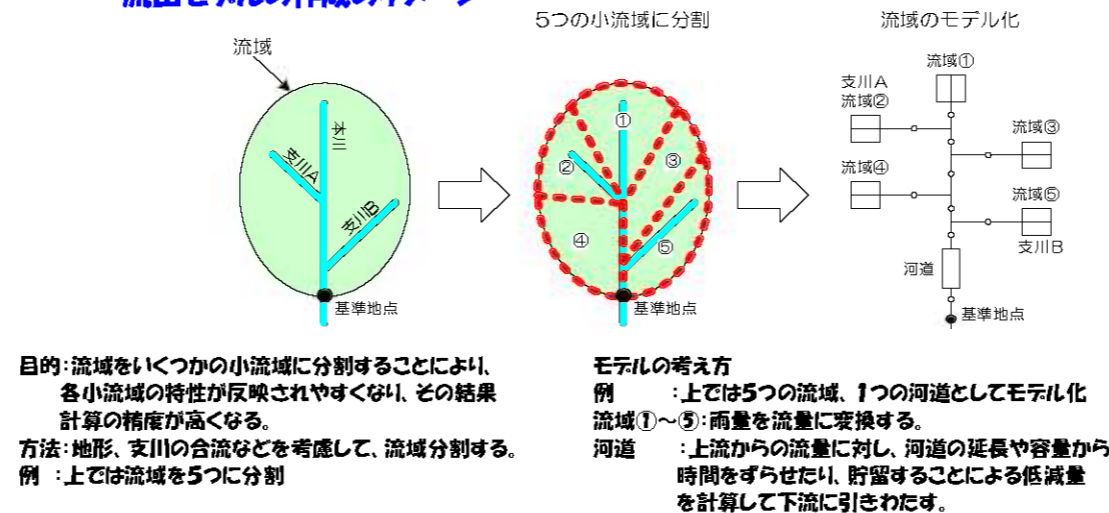 5つの小流域に分割
流域のモデル化
流域
本川
支川A
支川B
基準地点
①
②
③
④
⑤
基準地点
流域①
支川A
流域②
流域③
流域④
流域⑤
支川B
河道
基準地点
目的:流域をいくつかの小流域に分割することにより、
各小流域の特性が反映されやすくなり、その結果
計算の精度が高くなる。
方法:地形、支川の合流などを考慮して、流域分割する。
例 :上では流域を5つに分割
モデルの考え方
例 :上では5つの流域、1つの河道としてモデル化
流域①~⑤:雨量を流量に変換する。
河道 :上流からの流量に対し、河道の延長や容量から
時間をずらせたり、貯留することによる低減量
を計算して下流に引きわたす。